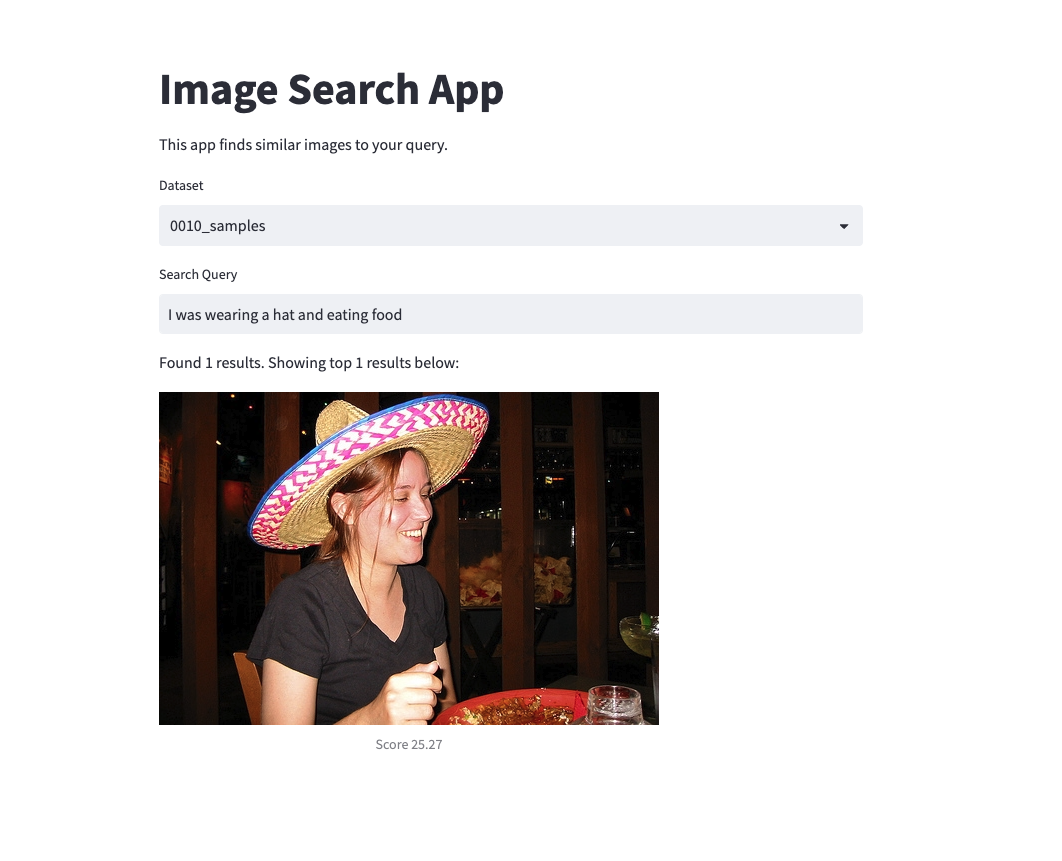 Image Search App
This app finds similar images to your query.
Dataset
0010_samples
Search Query
I was wearing a hat and eating food
Found 1 results. Showing top 1 results below:
Score 25.27